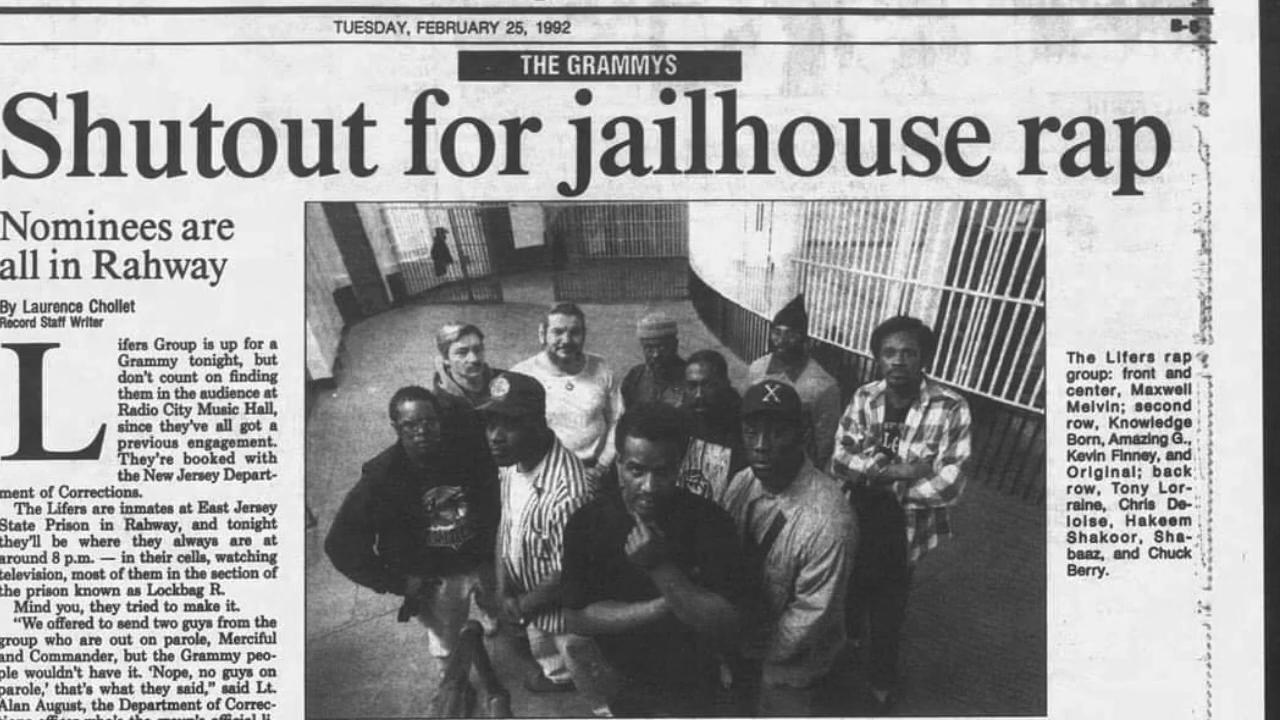 TUESDAY, FEBRUARY 25, 1992
THE GRAMMYS
Shutout for jailhouse rap
Nominees are
all in Rahway
By Laurence Chollet
Record Staff Writer
Lifers Group is up for a
Grammy tonight, but
don't count on finding
them in the audience at
Radio City Music Hall,
since they've all got a
previous engagement.
They're booked with
the New Jersey Depart-
ment of Corrections.
The Lifers are inmates at East Jersey
State Prison in Rahway, and tonight
they'll be where they always are at
around 8 p.m. — in their cells, watching
television, most of them in the section of
the prison known as Lockbag R.
Mind you, they tried to make it.
"We offered to send two guys from the
group who are out on parole, Merciful
and Commander, but the Grammy peo-
ple wouldn't have it. 'Nope, no guys on
parole,' that's what they said," said Lt.
Alan August, the Department of Correc-
tions officer who's the group's official li-
X
The Lifers rap
group: front and
center, Maxwell
Melvin; second
row, Knowledge
Born, Amazing G.,
Kevin Finney, and
Original; back
row, Tony Lor-
raine, Chris De-
loise, Hakeem
Shakoor, Sha-
baaz, and Chuck
Berry.